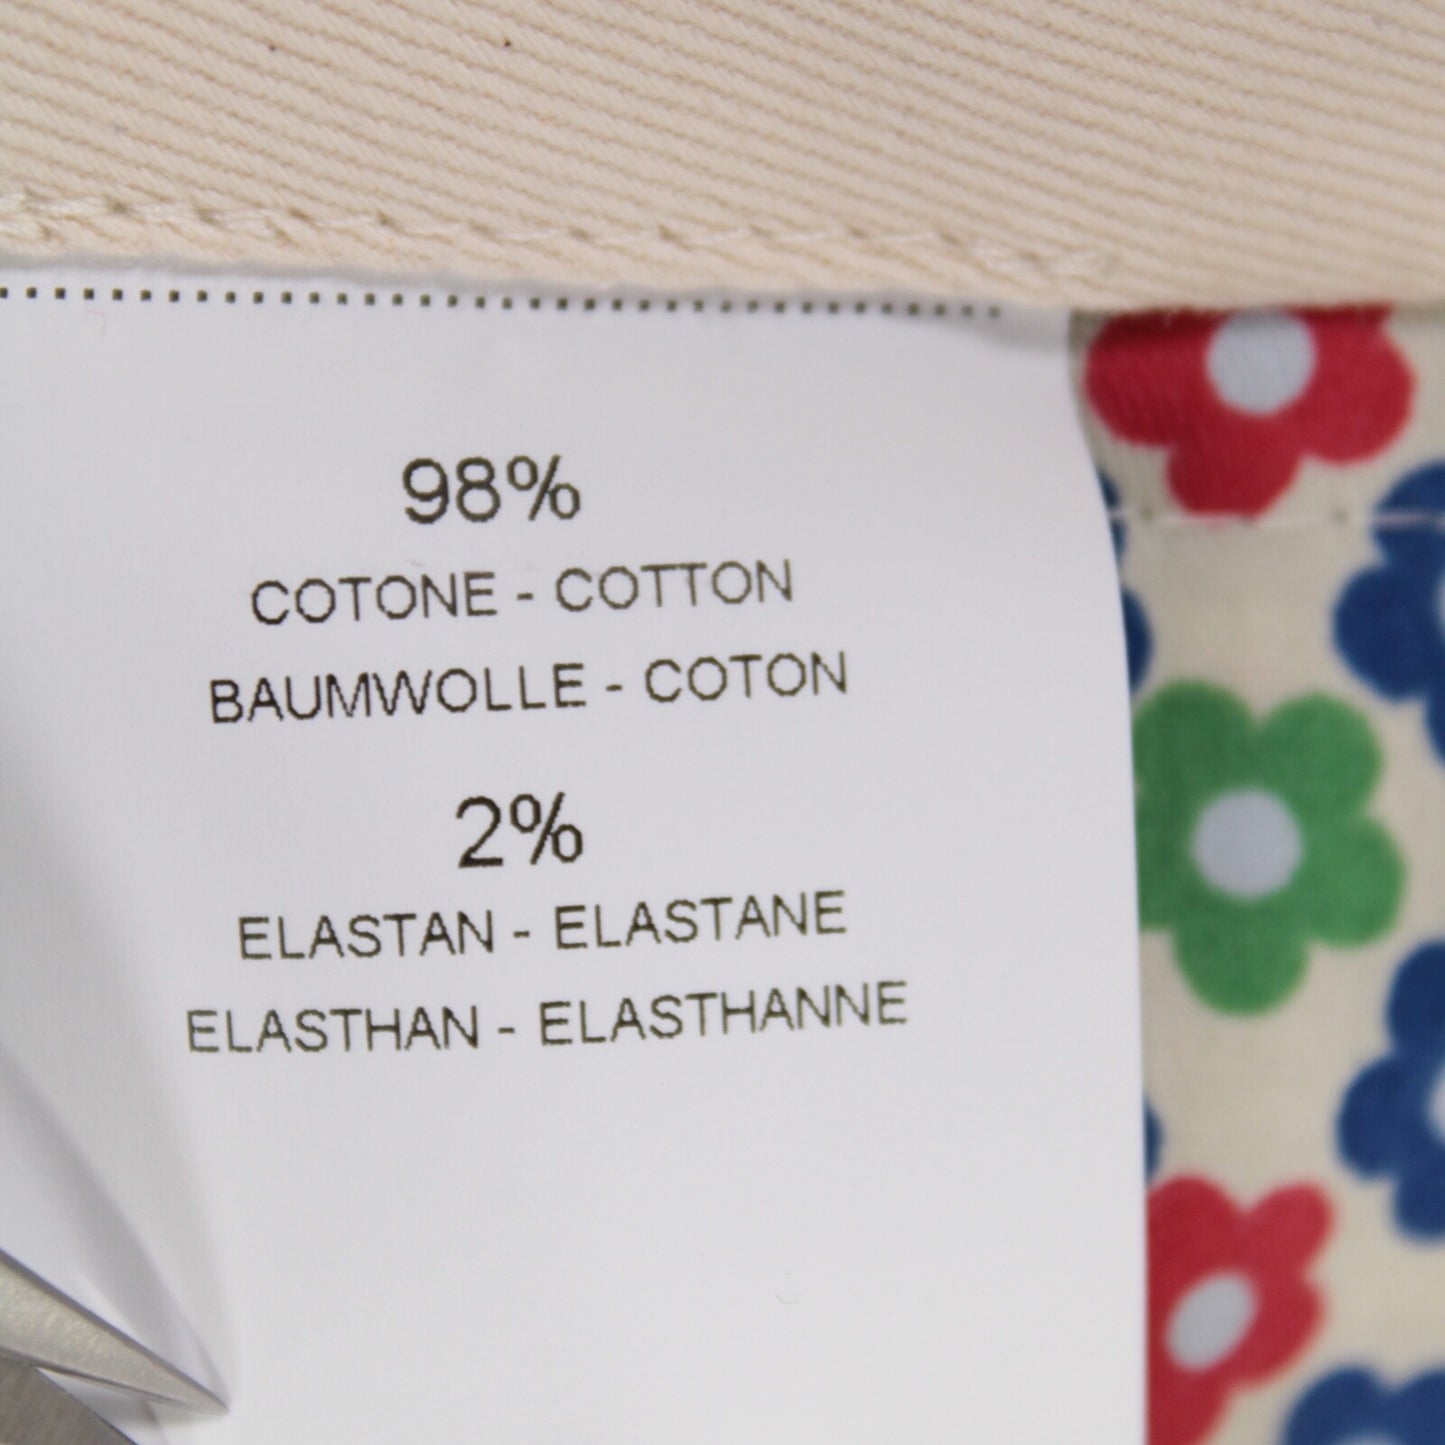 98%
COTONE - COTTON
BAUMWOLLE - COTON
2%
ELASTAN - ELASTANE
ELASTHAN - ELASTHANNE